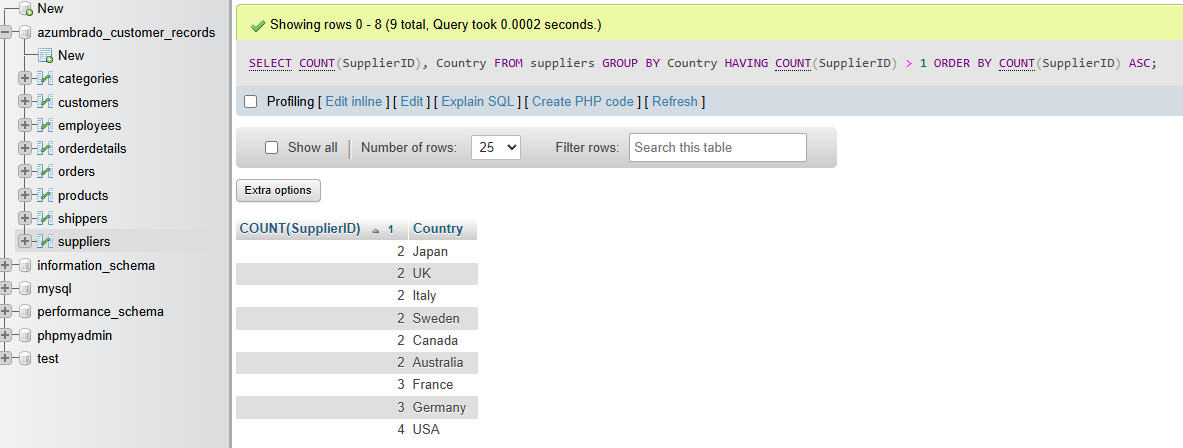 New
azumbrado_customer_records
New
categories
customers
employees
orderdetails
orders
products
shippers
suppliers
information_schema
mysql
performance_schema
phpmyadmin
test
Showing rows 0 - 8 (9 total, Query took 0.0002 seconds.)
SELECT COUNT(SupplierID), Country FROM suppliers GROUP BY Country HAVING COUNT(SupplierID) > 1 ORDER BY COUNT(SupplierID) ASC;
Profiling [ Edit inline ] [ Edit ] [ Explain SQL ] [ Create PHP code ] [ Refresh ]
Show all | Number of rows: 25 Filter rows: Search this table
Extra options
COUNT(SupplierID) 1 Country
2 Japan
2 UK
2 Italy
2 Sweden
2 Canada
2 Australia
3 France
3 Germany
4 USA